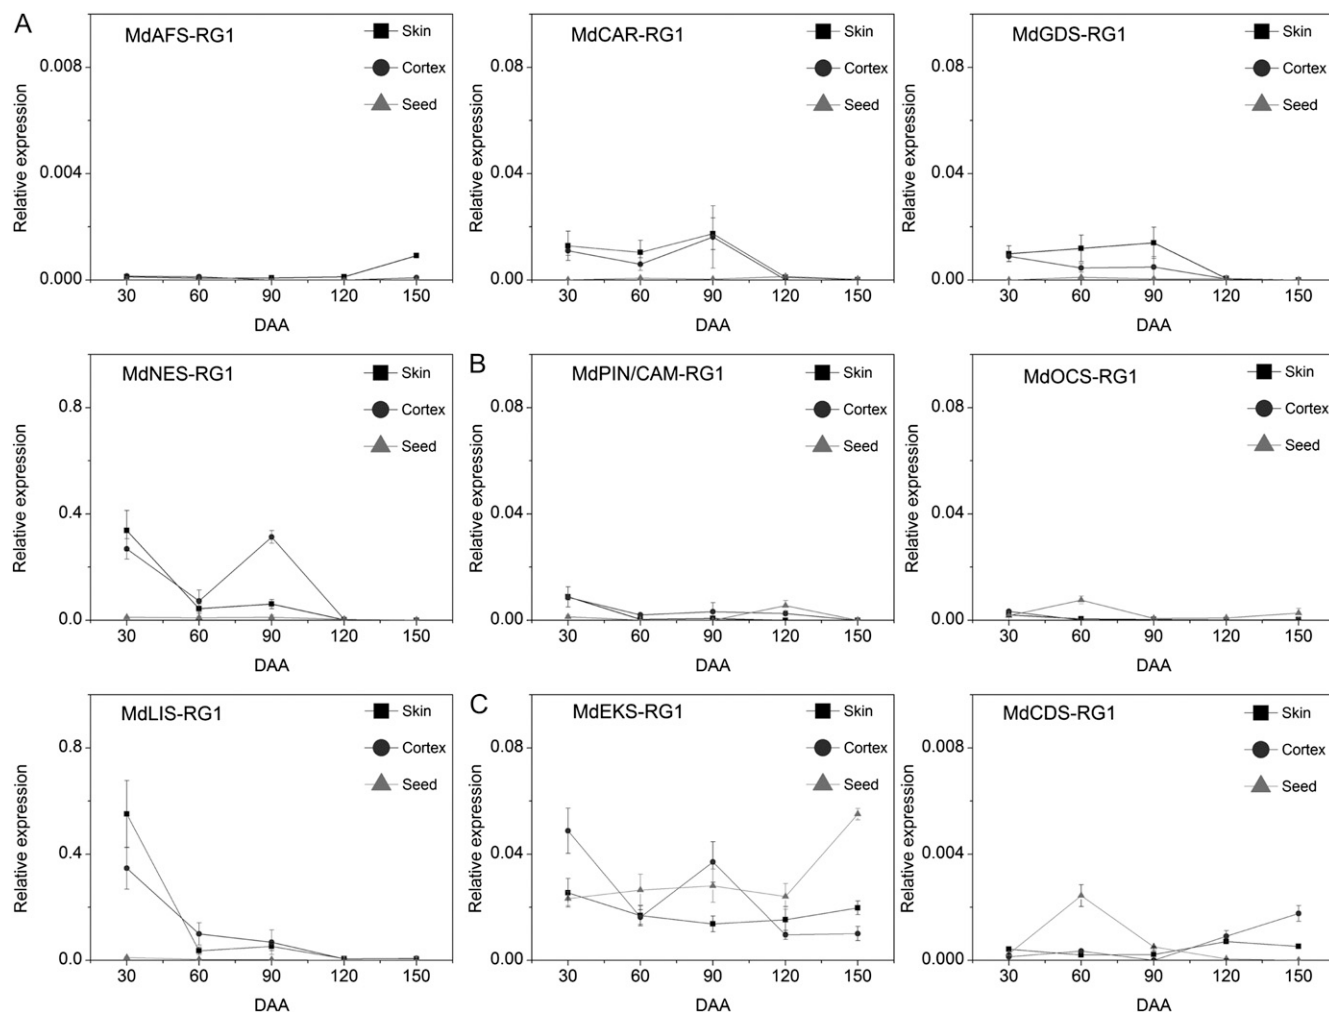 A
MdAFS-RG1
Skin
Cortex
Seed
Relative expression
0.008
0.004
0.000
30 60 90 120 150
DAA
MdCAR-RG1
Skin
Cortex
Seed
Relative expression
0.08
0.04
0.00
30 60 90 120 150
DAA
MdGDS-RG1
Skin
Cortex
Seed
Relative expression
0.08
0.04
0.00
30 60 90 120 150
DAA
MdNES-RG1
Skin
Cortex
Seed
Relative expression
0.8
0.4
0.0
30 60 90 120 150
DAA
B
MdPIN/CAM-RG1
Skin
Cortex
Seed
Relative expression
0.08
0.04
0.00
30 60 90 120 150
DAA
MdOCS-RG1
Skin
Cortex
Seed
Relative expression
0.08
0.04
0.00
30 60 90 120 150
DAA
MdLIS-RG1
Skin
Cortex
Seed
Relative expression
0.8
0.4
0.0
30 60 90 120 150
DAA
C
MdEKS-RG1
Skin
Cortex
Seed
Relative expression
0.08
0.04
0.00
30 60 90 120 150
DAA
MdCDS-RG1
Skin
Cortex
Seed
Relative expression
0.008
0.004
0.000
30 60 90 120 150
DAA